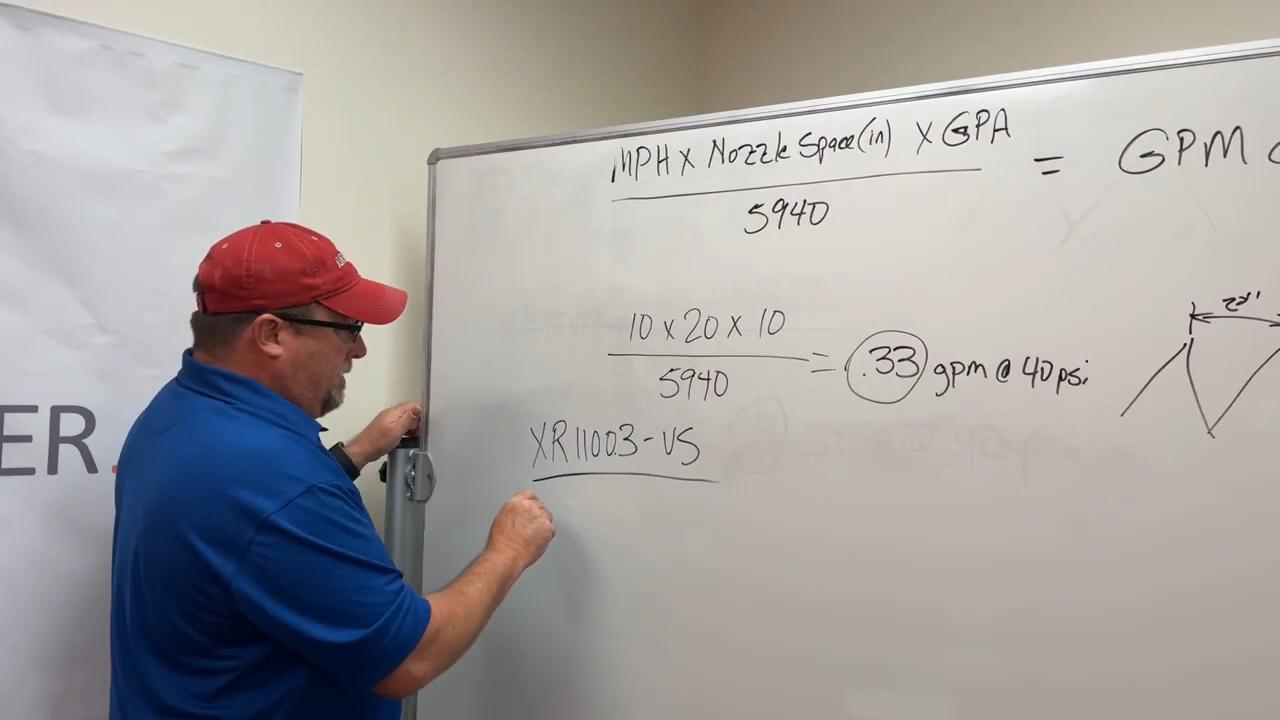 MPH x Nozzle Space(in) x GPA = GPM
5940
10 x 20 x 10 = .33 gpm @ 40 psi
5940
XR11003-VS
ER.